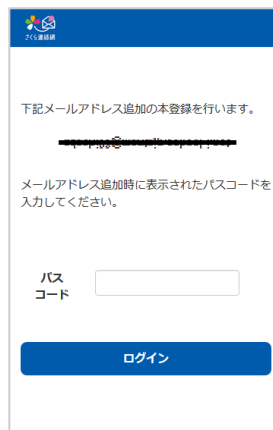 さくら連絡網
下記メールアドレス追加の本登録を行います。
メールアドレス追加時に表示されたパスコードを
入力してください。
パス
コード
ログイン